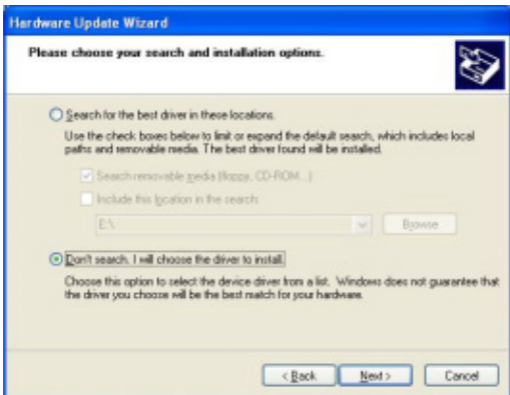 Hardware Update Wizard
Please choose your search and installation options.
Search for the best driver in these locations.
Use the check boxes below to limit or expand the default search, which includes local
paths and removable media. The best driver found will be installed.
Search removable media (floppy, CD-ROM...)
Include this location in the search:
E:\
Browse
Don't search. I will choose the driver to install.
Choose this option to select the device driver from a list. Windows does not guarantee that
the driver you choose will be the best match for your hardware.
< Back Next > Cancel